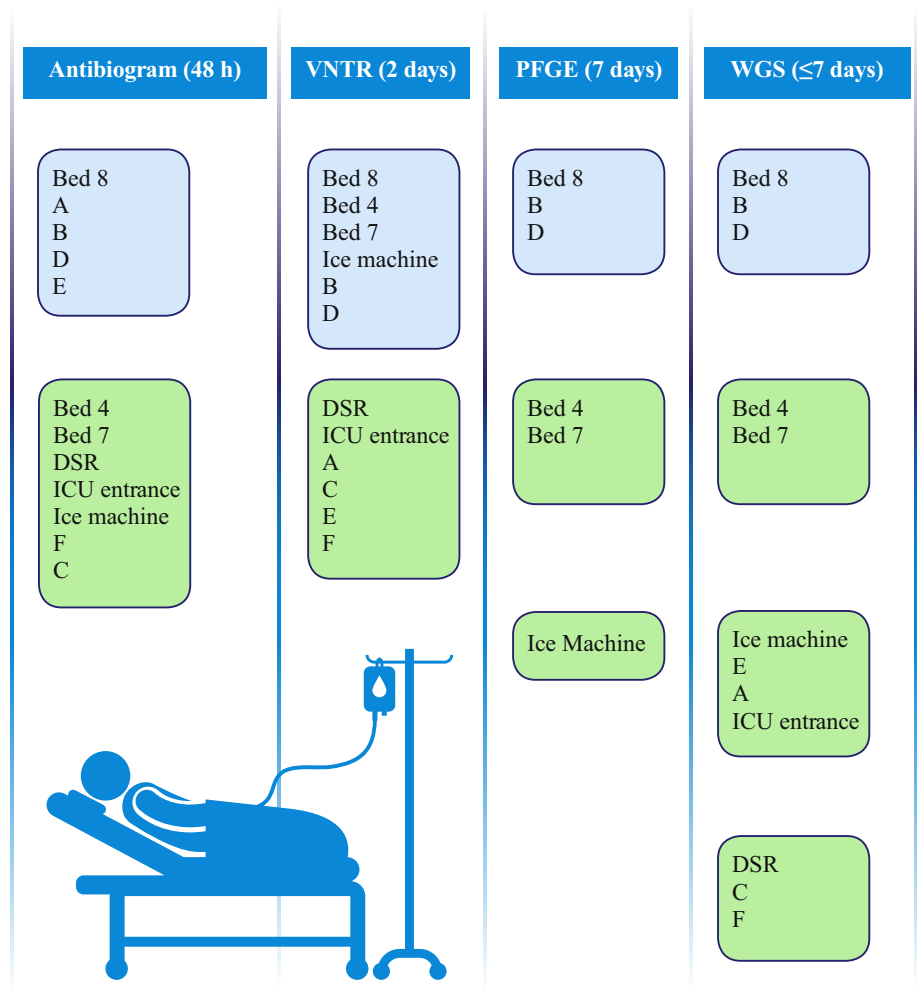 Antibiogram (48 h)
Bed 8
A
B
D
E
Bed 4
Bed 7
DSR
ICU entrance
Ice machine
F
C
VNTR (2 days)
Bed 8
Bed 4
Bed 7
Ice machine
B
D
DSR
ICU entrance
A
C
E
F
PFGE (7 days)
Bed 8
B
D
Bed 4
Bed 7
Ice Machine
WGS (≤7 days)
Bed 8
B
D
Bed 4
Bed 7
Ice machine
E
A
ICU entrance
DSR
C
F